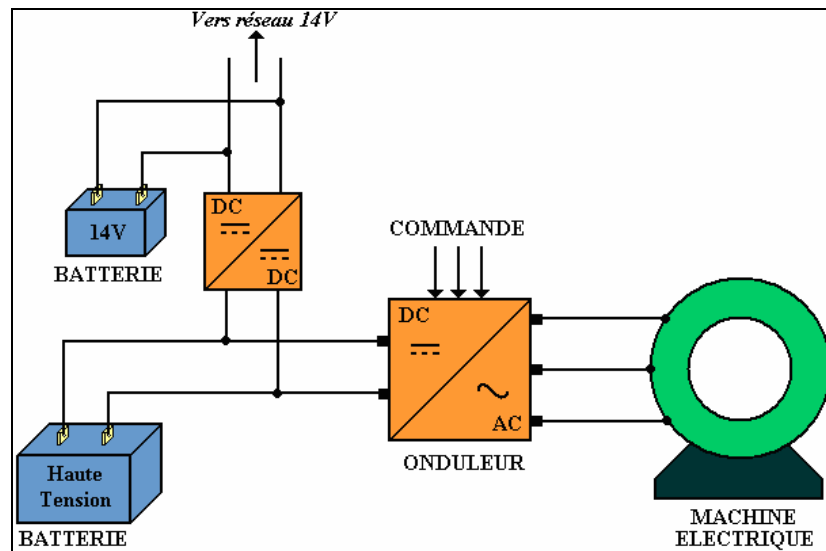 Vers réseau 14V
DC
DC
14V
BATTERIE
COMMANDE
DC
AC
ONDULEUR
Haute
Tension
BATTERIE
MACHINE
ELECTRIQUE